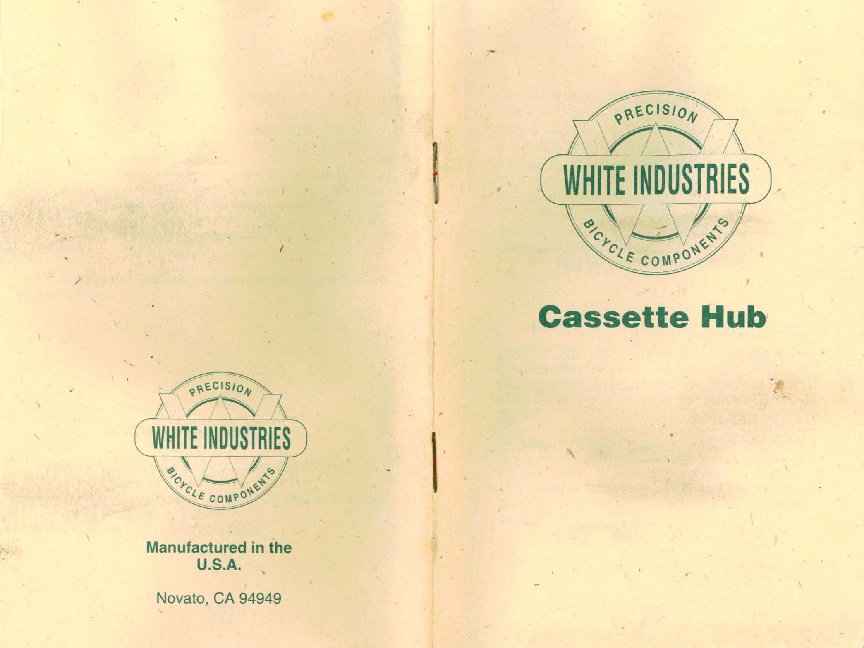 PRECISION
WHITE INDUSTRIES
BICYCLE COMPONENTS
Manufactured in the
U.S.A.
Novato, CA 94949
PRECISION
WHITE INDUSTRIES
BICYCLE COMPONENTS
Cassette Hub